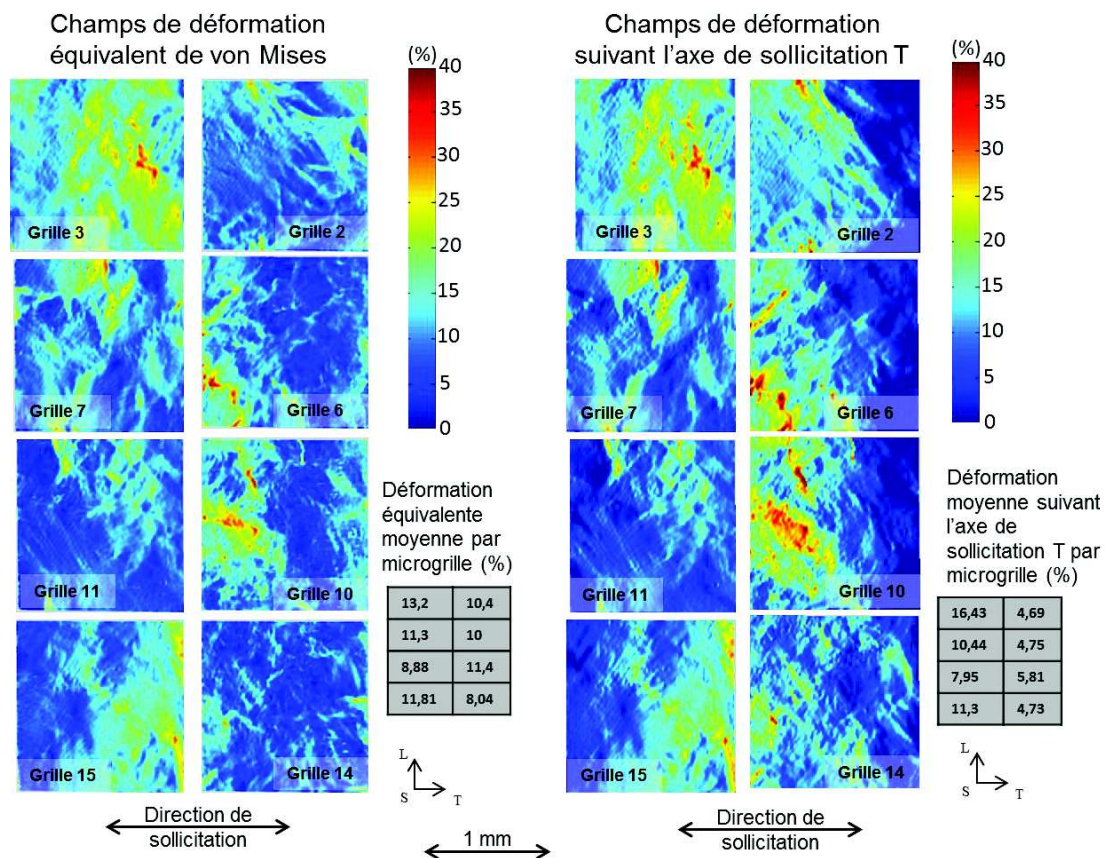 Champs de déformation
équivalent de von Mises
(%)
40
35
30
25
20
15
10
5
0
Grille 3
Grille 2
Grille 7
Grille 6
Grille 11
Grille 10
Grille 15
Grille 14
Déformation
équivalente
moyenne par
microgrille (%)
13,2 10,4
11,3 10
8,88 11,4
11,81 8,04
L
S T
Direction de
sollicitation
1 mm
Champs de déformation
suivant l'axe de sollicitation T
(%)
40
35
30
25
20
15
10
5
0
Grille 3
Grille 2
Grille 7
Grille 6
Grille 11
Grille 10
Grille 15
Grille 14
Déformation
moyenne suivant
l'axe de
sollicitation T par
microgrille (%)
16,43 4,69
10,44 4,75
7,95 5,81
11,3 4,73
L
S T
Direction de
sollicitation